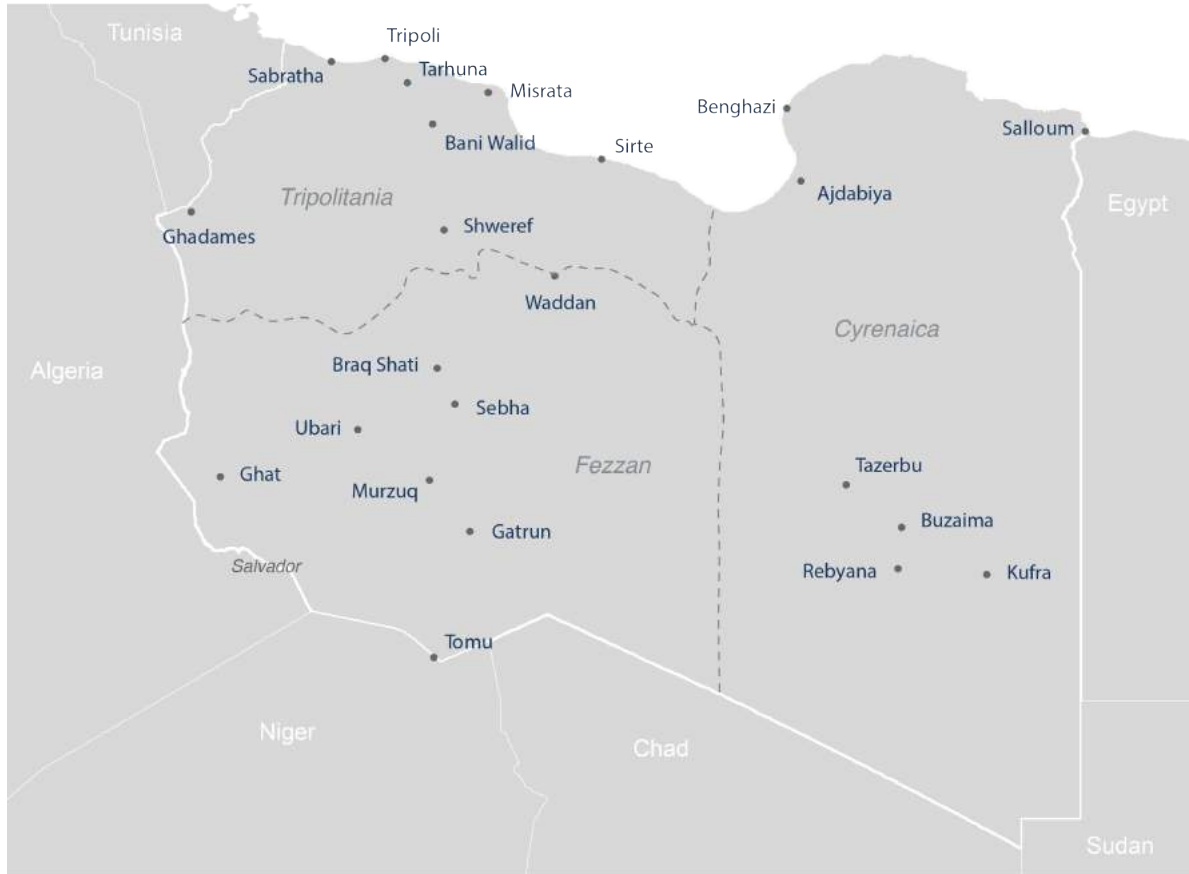 Tunisia
Tripoli
Sabratha
Tarhuna
Misrata
Benghazi
Salloum
Bani Walid
Sirte
Tripolitania
Ajdabiya
Egypt
Ghadames
Shweref
Waddan
Cyrenaica
Algeria
Braq Shati
Sebha
Ubari
Fezzan
Tazerbu
Ghat
Murzuq
Buzaima
Gatrun
Salvador
Rebyana
Kufra
Tomu
Niger
Chad
Sudan